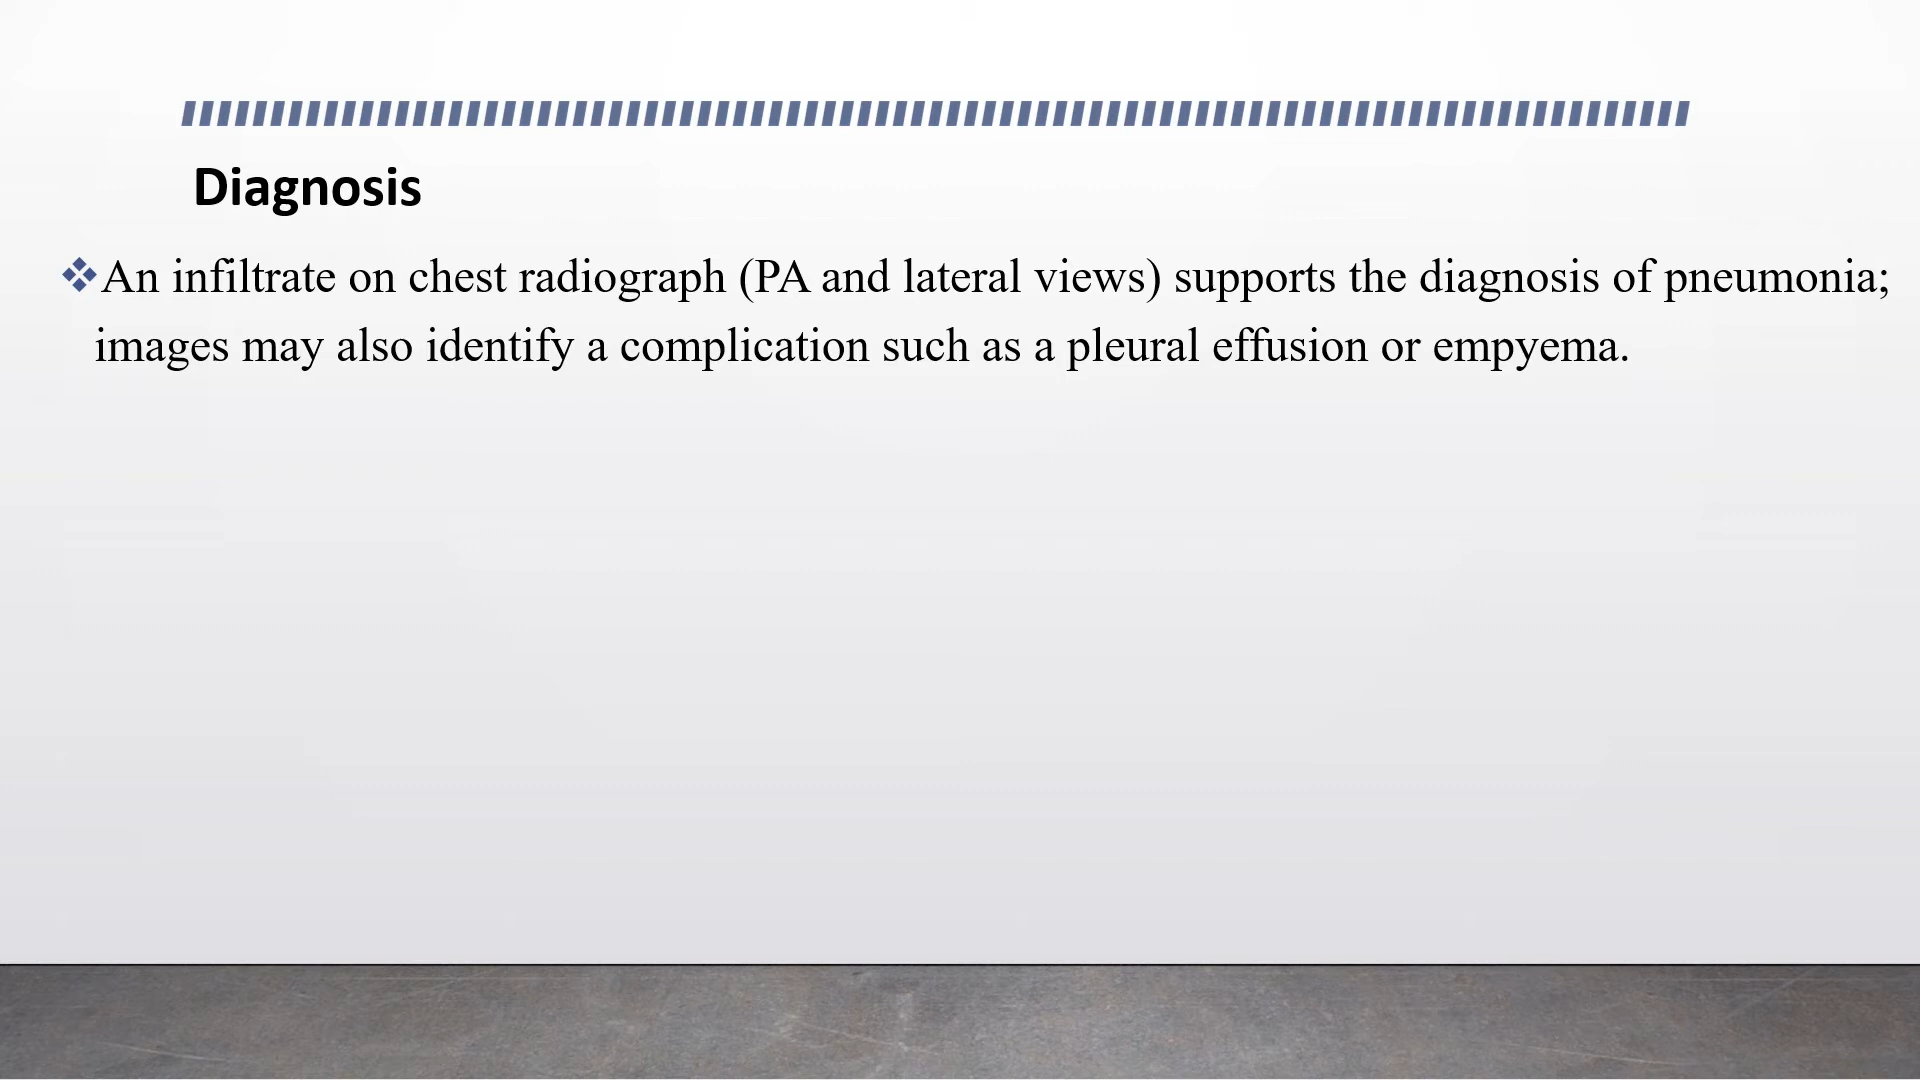 Diagnosis
❖An infiltrate on chest radiograph (PA and lateral views) supports the diagnosis of pneumonia;
images may also identify a complication such as a pleural effusion or empyema.